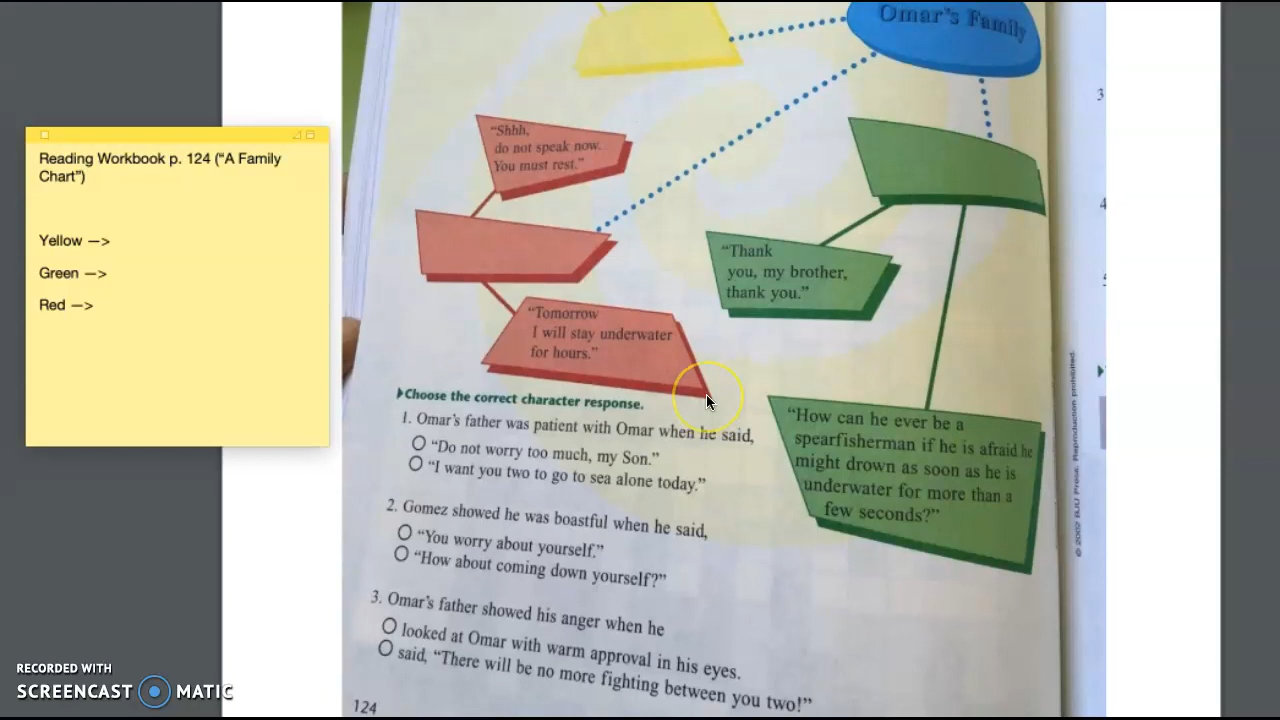 Omar's Family
Reading Workbook p. 124 ("A Family
Chart")
Yellow —>
Green —>
Red —>
"Shhh,
do not speak now.
You must rest."
"Thank
you, my brother,
thank you."
"Tomorrow
I will stay underwater
for hours."
"How can he ever be a
spearfisherman if he is afraid he
might drown as soon as he is
underwater for more than a
few seconds?"
Choose the correct character response.
1. Omar's father was patient with Omar when he said,
"Do not worry too much, my Son."
"I want you two to go to sea alone today."
2. Gomez showed he was boastful when he said,
"You worry about yourself."
"How about coming down yourself?"
3. Omar's father showed his anger when he
looked at Omar with warm approval in his eyes.
said, "There will be no more fighting between you two!"
124
© 2002 BJU Press. Reproduction prohibited.
3
4
RECORDED WITH
SCREENCAST MATIC